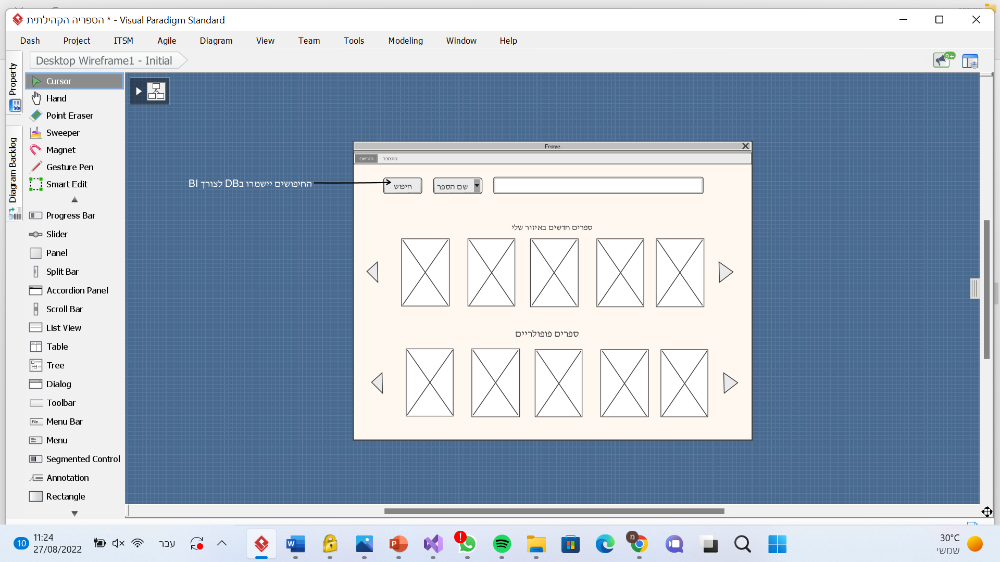 הספריה הקהילתית * - Visual Paradigm Standard
Dash Project ITSM Agile Diagram View Team Tools Modeling Window Help
Desktop Wireframe1 - Initial
9+
Property
Diagram Backlog
Cursor
Hand
Point Eraser
Sweeper
Magnet
Gesture Pen
Smart Edit
Progress Bar
Slider
Panel
Split Bar
Accordion Panel
Scroll Bar
List View
Table
Tree
Dialog
Toolbar
File Menu Bar
Menu
Segmented Control
Annotation
Rectangle
Frame
הירשם התחבר
החיפושים יישמרו בDB לצורך BI
חיפוש
שם הספר
ספרים חדשים באיזור שלי
ספרים פופולריים
10
11:24
27/08/2022
עבר
W
P
מ
30°C
שמשי